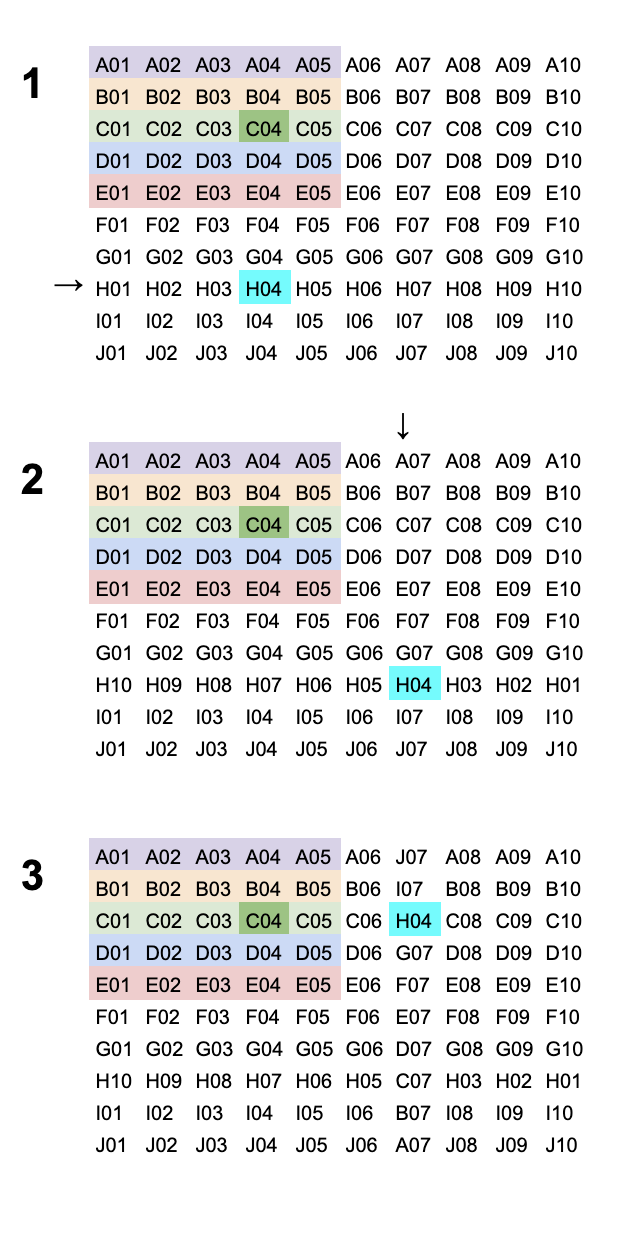 1
A01 A02 A03 A04 A05 A06 A07 A08 A09 A10
B01 B02 B03 B04 B05 B06 B07 B08 B09 B10
C01 C02 C03 C04 C05 C06 C07 C08 C09 C10
D01 D02 D03 D04 D05 D06 D07 D08 D09 D10
E01 E02 E03 E04 E05 E06 E07 E08 E09 E10
F01 F02 F03 F04 F05 F06 F07 F08 F09 F10
G01 G02 G03 G04 G05 G06 G07 G08 G09 G10
→ H01 H02 H03 H04 H05 H06 H07 H08 H09 H10
I01 I02 I03 I04 I05 I06 I07 I08 I09 I10
J01 J02 J03 J04 J05 J06 J07 J08 J09 J10
↓
2
A01 A02 A03 A04 A05 A06 A07 A08 A09 A10
B01 B02 B03 B04 B05 B06 B07 B08 B09 B10
C01 C02 C03 C04 C05 C06 C07 C08 C09 C10
D01 D02 D03 D04 D05 D06 D07 D08 D09 D10
E01 E02 E03 E04 E05 E06 E07 E08 E09 E10
F01 F02 F03 F04 F05 F06 F07 F08 F09 F10
G01 G02 G03 G04 G05 G06 G07 G08 G09 G10
H10 H09 H08 H07 H06 H05 H04 H03 H02 H01
I01 I02 I03 I04 I05 I06 I07 I08 I09 I10
J01 J02 J03 J04 J05 J06 J07 J08 J09 J10
3
A01 A02 A03 A04 A05 A06 J07 A08 A09 A10
B01 B02 B03 B04 B05 B06 I07 B08 B09 B10
C01 C02 C03 C04 C05 C06 H04 C08 C09 C10
D01 D02 D03 D04 D05 D06 G07 D08 D09 D10
E01 E02 E03 E04 E05 E06 F07 E08 E09 E10
F01 F02 F03 F04 F05 F06 E07 F08 F09 F10
G01 G02 G03 G04 G05 G06 D07 G08 G09 G10
H10 H09 H08 H07 H06 H05 C07 H03 H02 H01
I01 I02 I03 I04 I05 I06 B07 I08 I09 I10
J01 J02 J03 J04 J05 J06 A07 J08 J09 J10